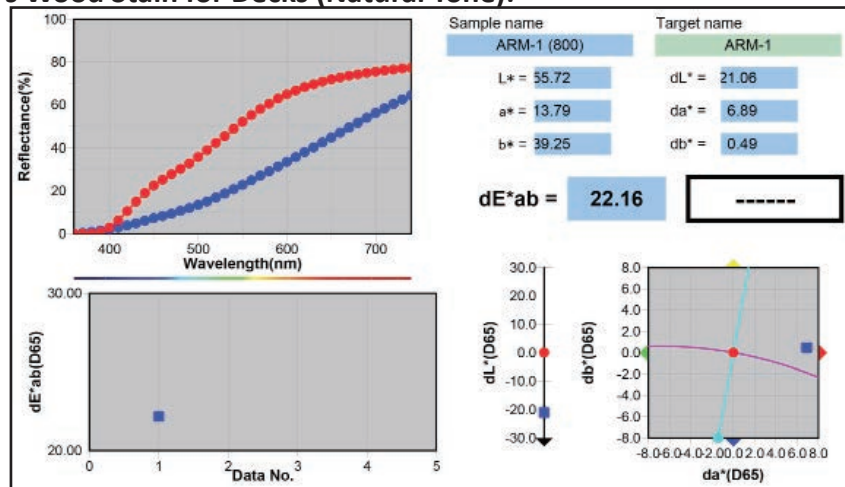 s Wood Stain for Decks (Natural Tone).
100
80
60
40
20
0
Reflectance(%)
400 500 600 700
Wavelength(nm)
Sample name Target name
ARM-1 (800) ARM-1
L* = 55.72 dL* = 21.06
a* = 13.79 da* = 6.89
b* = 39.25 db* = 0.49
dE*ab = 22.16 ------
30.00
20.00
dE*ab(D65)
0 1 2 3 4 5
Data No.
30.0
20.0
10.0
0.0
-10.0
-20.0
-30.0
dL*(D65)
8.0
6.0
4.0
2.0
0.0
-2.0
-4.0
-6.0
-8.0
db*(D65)
-8.0-6.0-4.0-2.00.0 2.0 4.0 6.0 8.0
da*(D65)